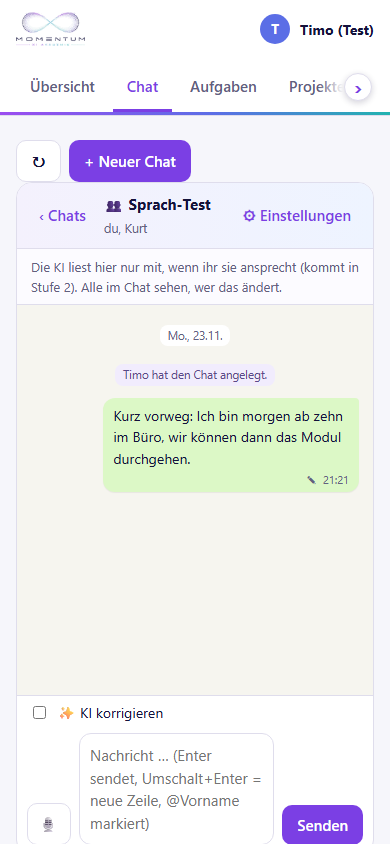 MOMENTUM
T Timo (Test)
Übersicht Chat Aufgaben Projekte ›
↻ + Neuer Chat
‹ Chats 👥 Sprach-Test ⚙ Einstellungen
du, Kurt
Die KI liest hier nur mit, wenn ihr sie ansprecht (kommt in
Stufe 2). Alle im Chat sehen, wer das ändert.
Mo., 23.11.
Timo hat den Chat angelegt.
Kurz vorweg: Ich bin morgen ab zehn
im Büro, wir können dann das Modul
durchgehen.
21:21
✨ KI korrigieren
Nachricht … (Enter
sendet, Umschalt+Enter =
neue Zeile, @Vorname
markiert)
Senden